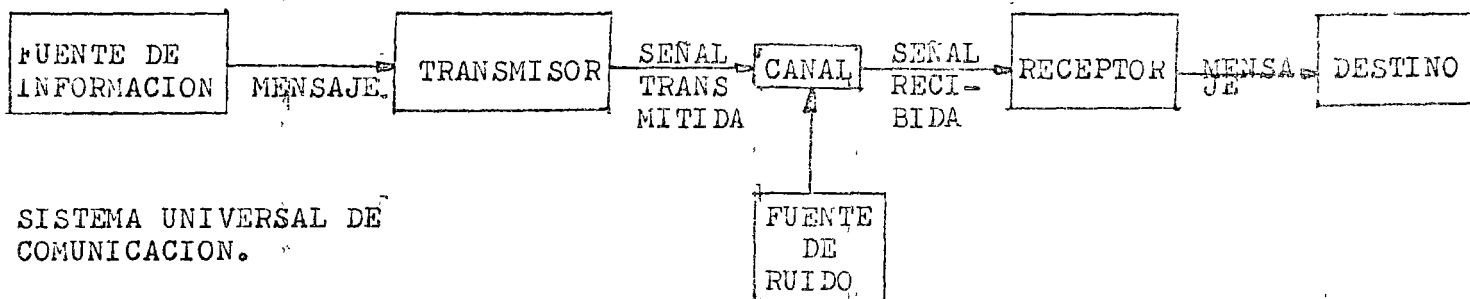 FUENTE DE
INFORMACION
MENSAJE
TRANSMISOR
SEÑAL
TRANS
MITIDA
CANAL
SEÑAL
RECI-
BIDA
RECEPTOR
MENSA
JE
DESTINO
FUENTE
DE
RUIDO
SISTEMA UNIVERSAL DE
COMUNICACION.